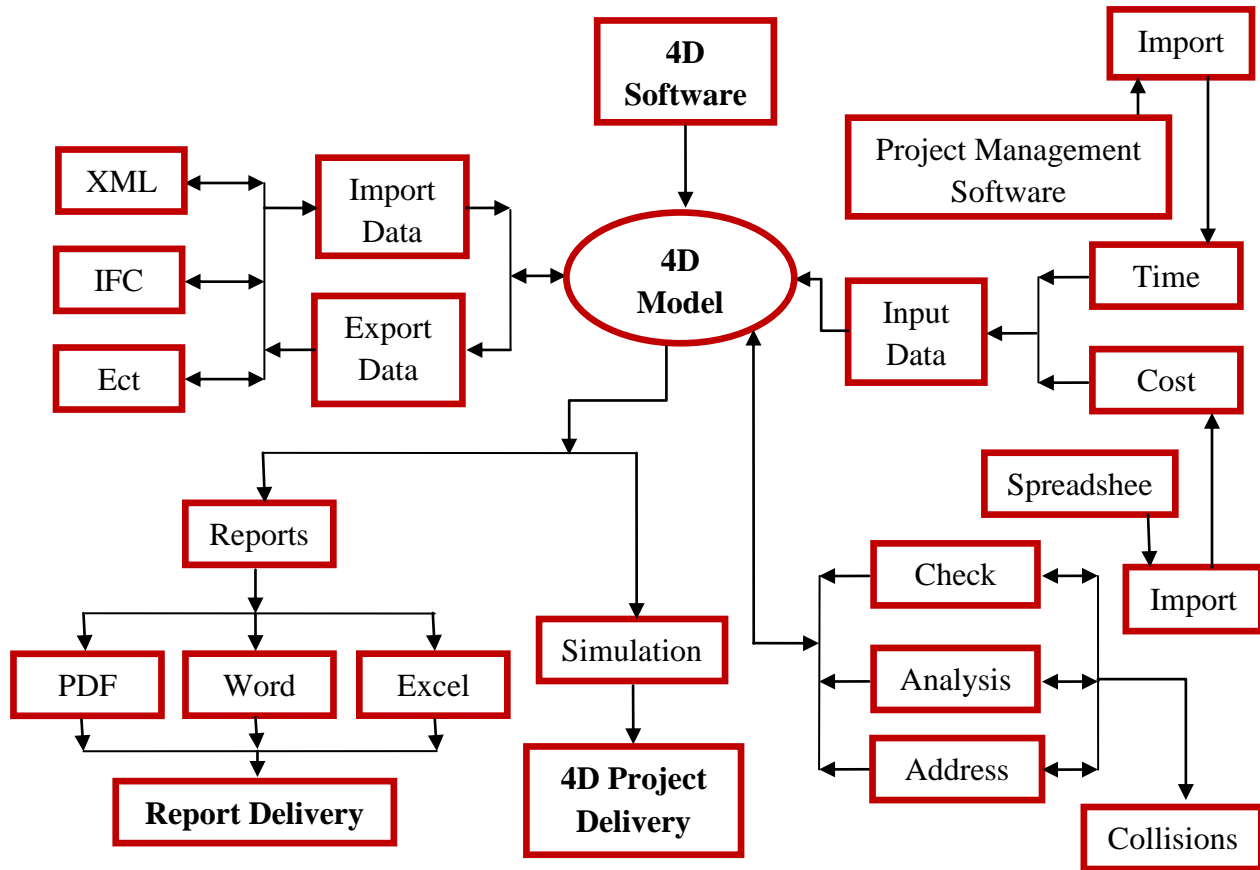 4D
Software
Import
Project Management
Software
XML
Import
Data
IFC
4D
Model
Time
Input
Data
Export
Data
Ect
Cost
Spreadshee
Reports
Check
Import
Simulation
PDF
Word
Excel
Analysis
Address
4D Project
Delivery
Report Delivery
Collisions